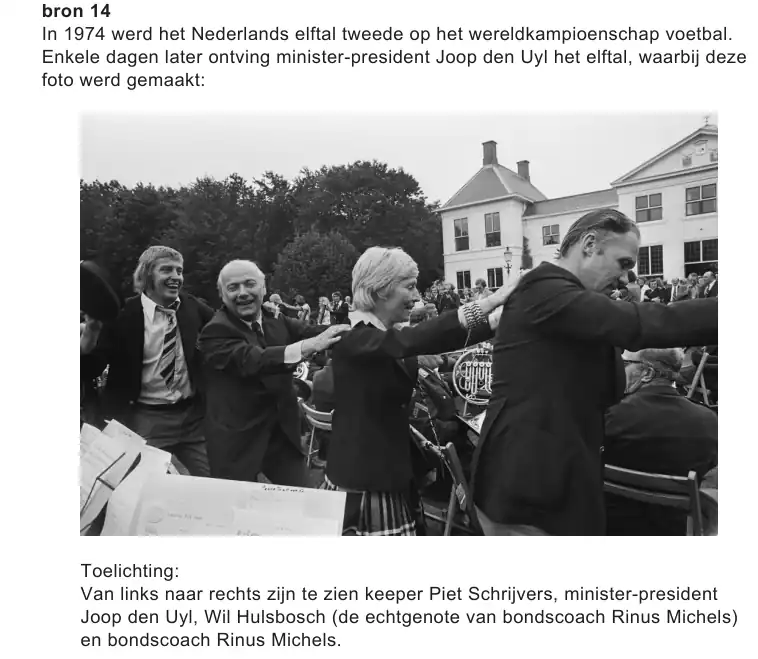 bron 14
In 1974 werd het Nederlands elftal tweede op het wereldkampioenschap voetbal.
Enkele dagen later ontving minister-president Joop den Uyl het elftal, waarbij deze
foto werd gemaakt:
Toelichting:
Van links naar rechts zijn te zien keeper Piet Schrijvers, minister-president
Joop den Uyl, Wil Hulsbosch (de echtgenote van bondscoach Rinus Michels)
en bondscoach Rinus Michels.